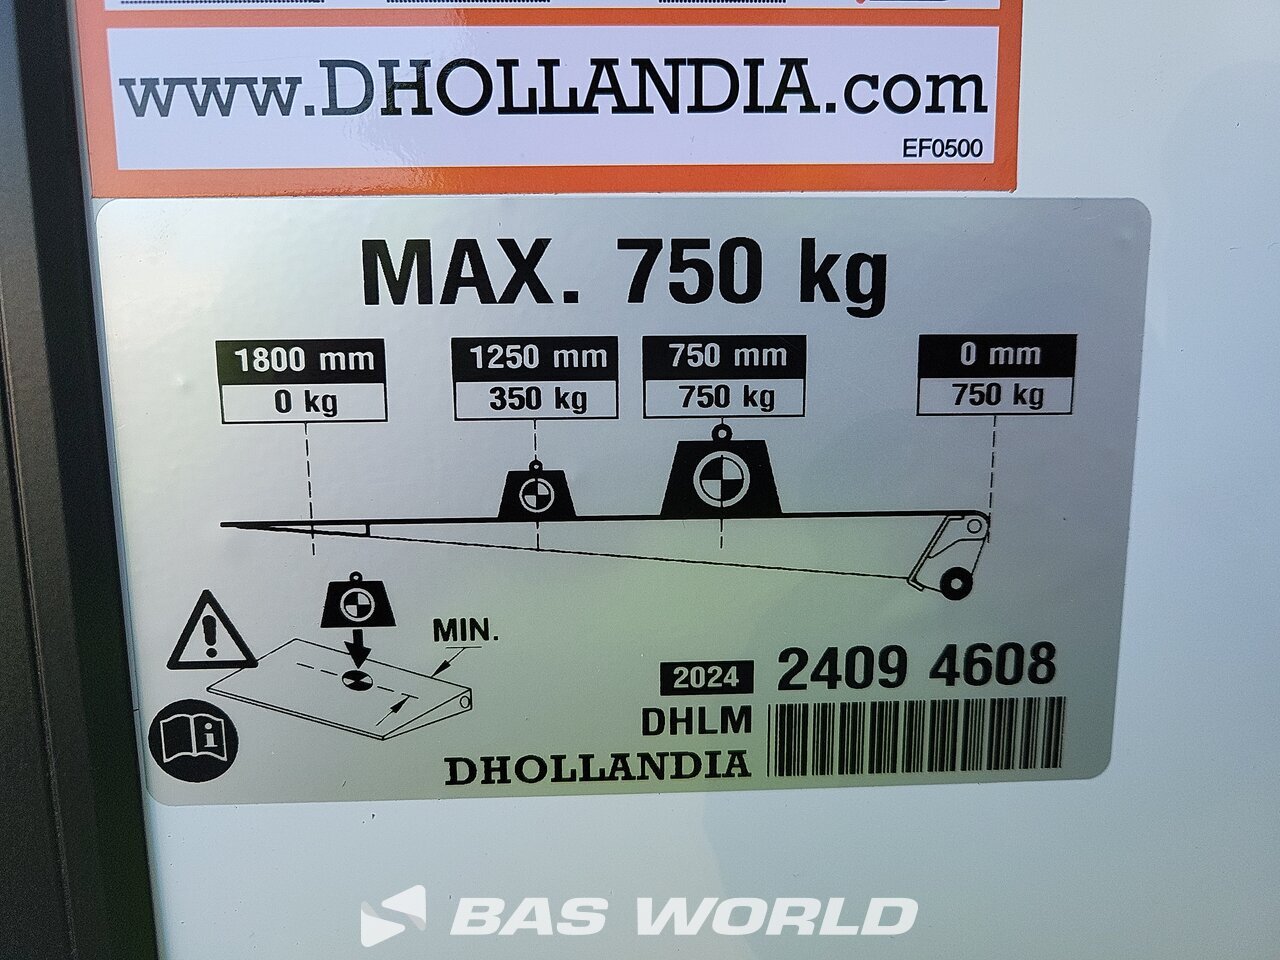 www.DHOLLANDIA.com
EF0500
MAX. 750 kg
1800 mm
0 kg
1250 mm
350 kg
750 mm
750 kg
0 mm
750 kg
MIN.
2024 2409 4608
DHLM
DHOLLANDIA
BAS WORLD